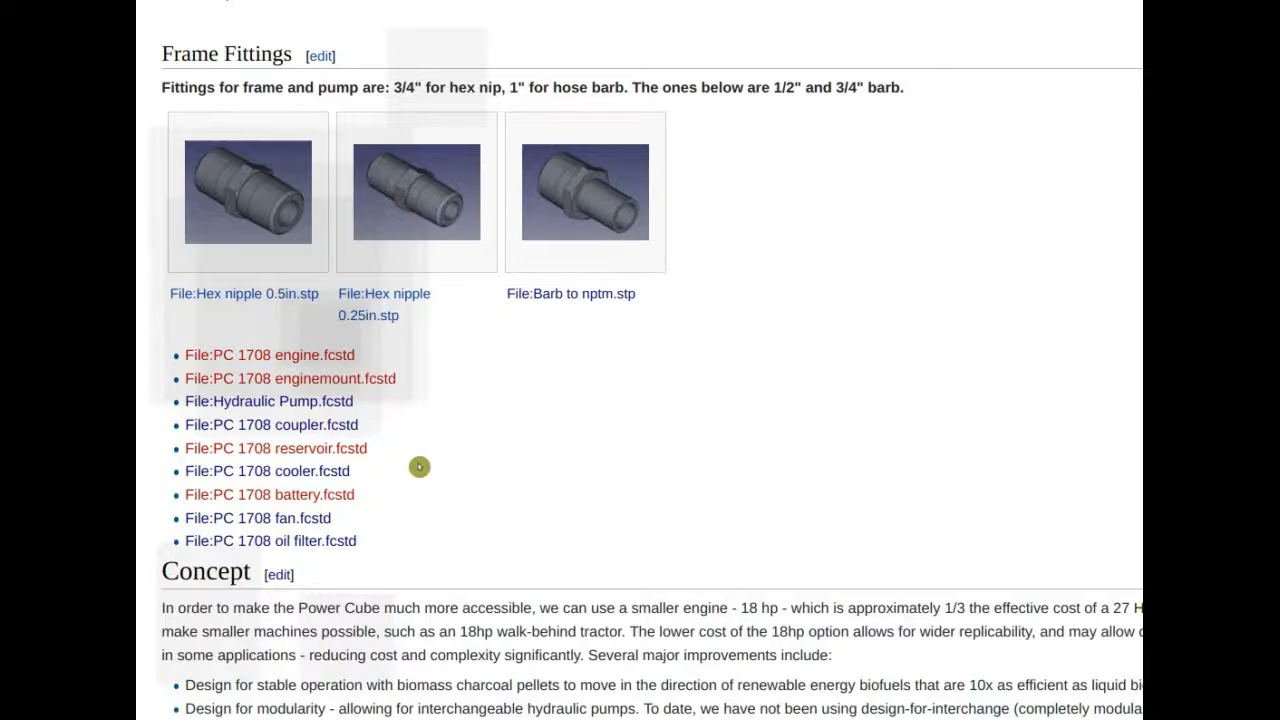 Frame Fittings [edit]
Fittings for frame and pump are: 3/4" for hex nip, 1" for hose barb. The ones below are 1/2" and 3/4" barb.
File:Hex nipple 0.5in.stp
File:Hex nipple
0.25in.stp
File:Barb to nptm.stp
File:PC 1708 engine.fcstd
File:PC 1708 enginemount.fcstd
File:Hydraulic Pump.fcstd
File:PC 1708 coupler.fcstd
File:PC 1708 reservoir.fcstd
File:PC 1708 cooler.fcstd
File:PC 1708 battery.fcstd
File:PC 1708 fan.fcstd
File:PC 1708 oil filter.fcstd
Concept [edit]
In order to make the Power Cube much more accessible, we can use a smaller engine - 18 hp - which is approximately 1/3 the effective cost of a 27
make smaller machines possible, such as an 18hp walk-behind tractor. The lower cost of the 18hp option allows for wider replicability, and may allow
in some applications - reducing cost and complexity significantly. Several major improvements include:
Design for stable operation with biomass charcoal pellets to move in the direction of renewable energy biofuels that are 10x as efficient as liquid
Design for modularity - allowing for interchangeable hydraulic pumps. To date, we have not been using design-for-interchange (completely